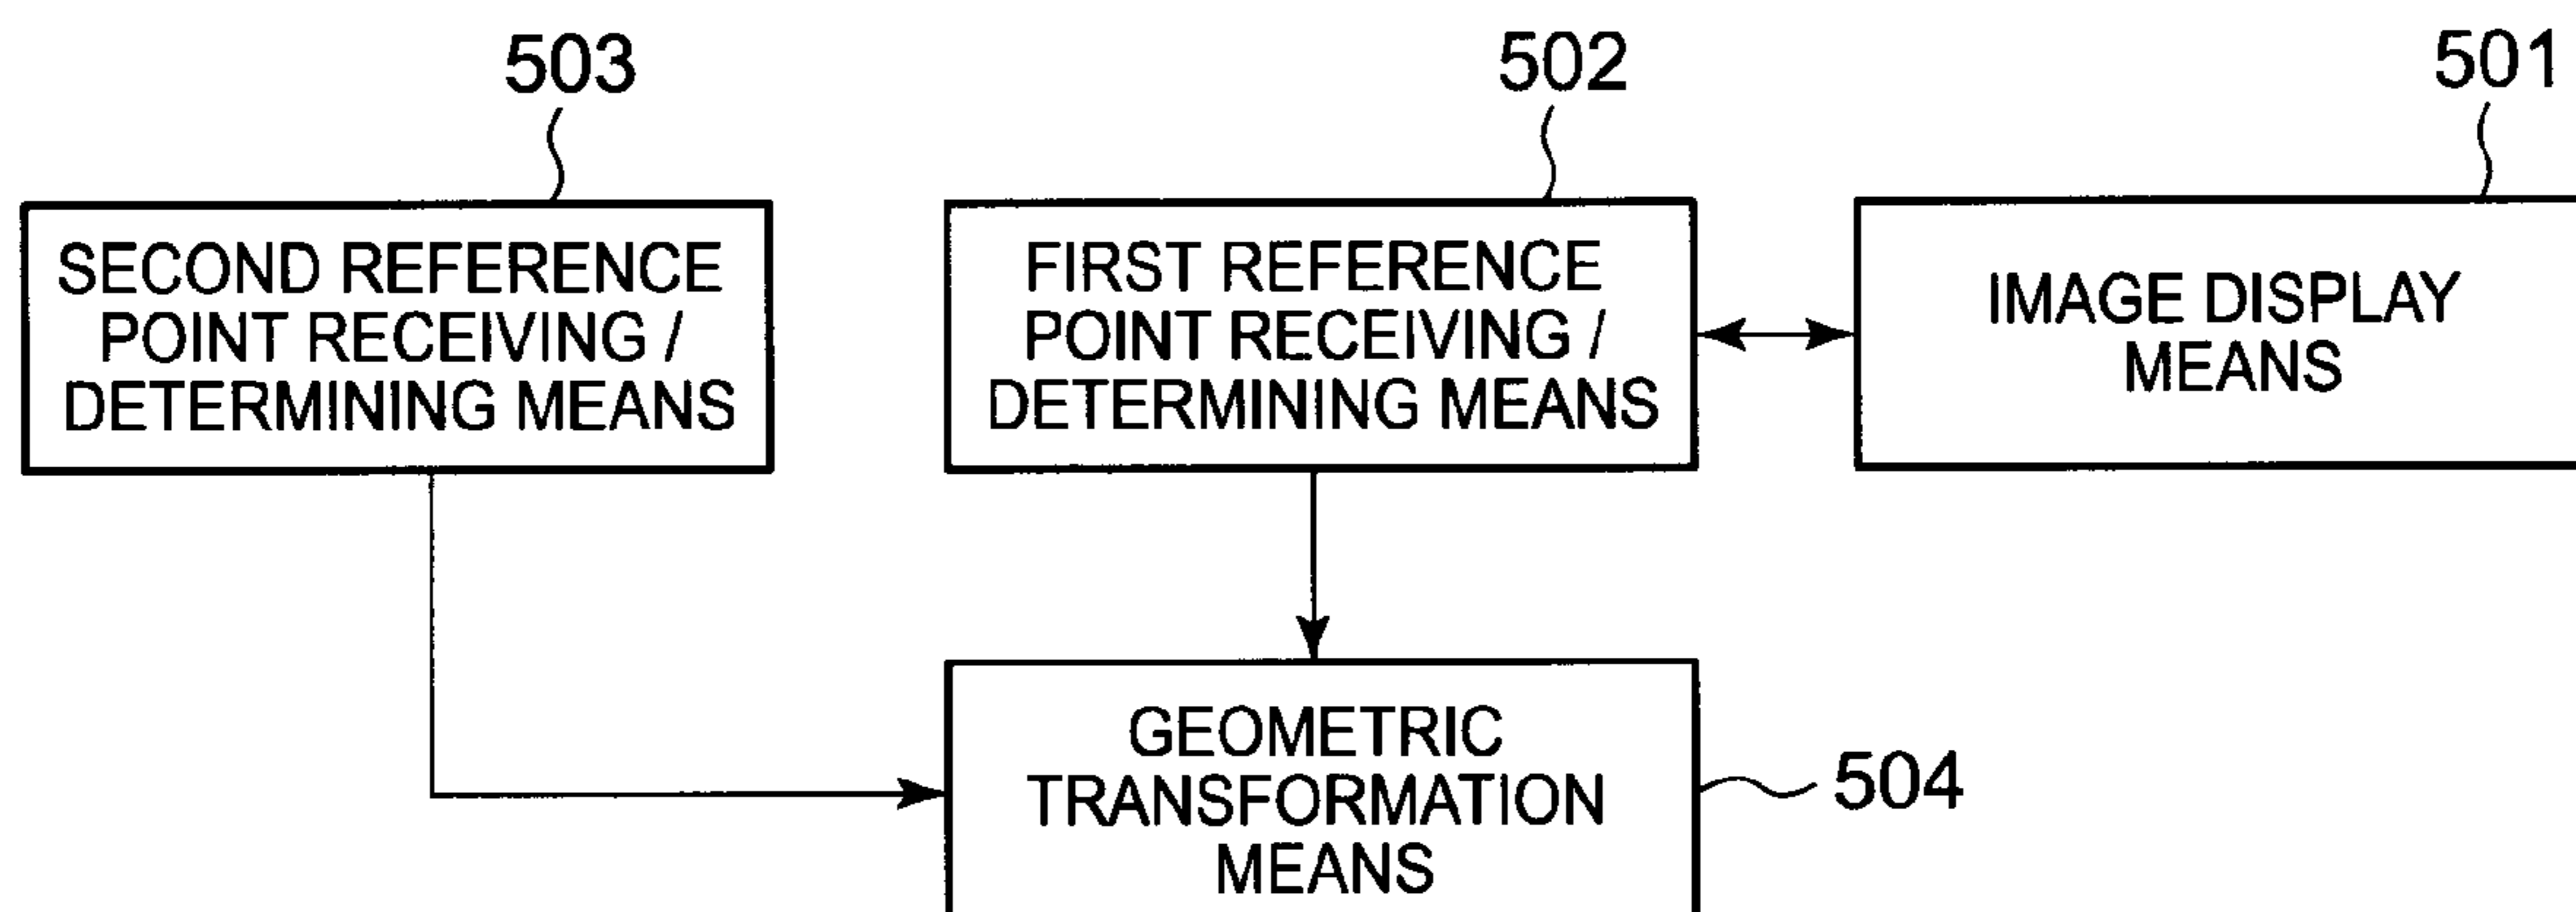 503
502
501
SECOND REFERENCE
POINT RECEIVING /
DETERMINING MEANS
FIRST REFERENCE
POINT RECEIVING /
DETERMINING MEANS
IMAGE DISPLAY
MEANS
GEOMETRIC
TRANSFORMATION
MEANS
504